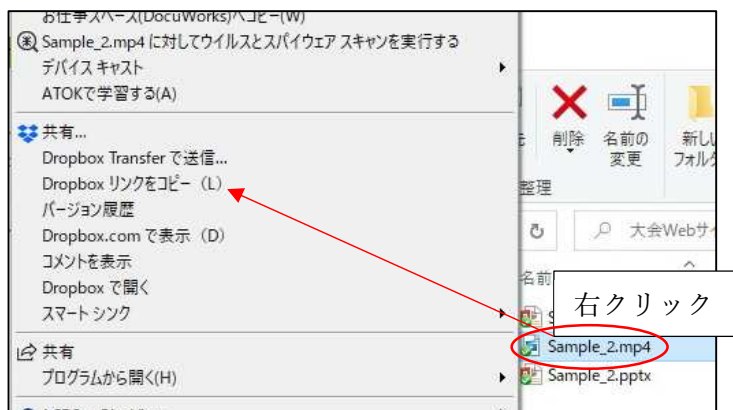 お仕事スペース(DocuWorks)へコピー(W)
Sample_2.mp4 に対してウイルスとスパイウェア スキャンを実行する
デバイス キャスト
ATOKで学習する(A)
共有...
Dropbox Transfer で送信...
Dropbox リンクをコピー（L）
バージョン履歴
Dropbox.com で表示（D）
コメントを表示
Dropbox で開く
スマート シンク
共有
プログラムから開く(H)
削除
名前の
変更
新し
フォル
整理
大会Webサ
名前
右クリック
Sample_2.mp4
Sample_2.pptx